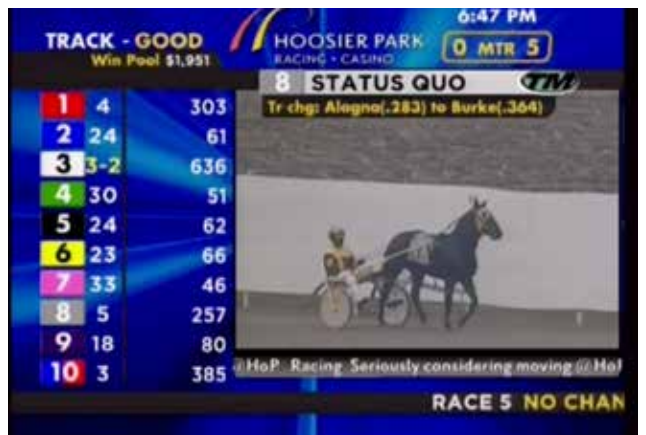 6:47 PM
TRACK - GOOD
Win Pool $1,951
HOOSIER PARK
RACING • CASINO
0 MTR 5
8 STATUS QUO TM
Tr chg: Alagna(.283) to Burke(.364)
1 4 303
2 24 61
3 3-2 636
4 30 51
5 24 62
6 23 66
7 33 46
8 5 257
9 18 80
10 3 385
@HoP_Racing Seriously considering moving @Hol
RACE 5 NO CHAN